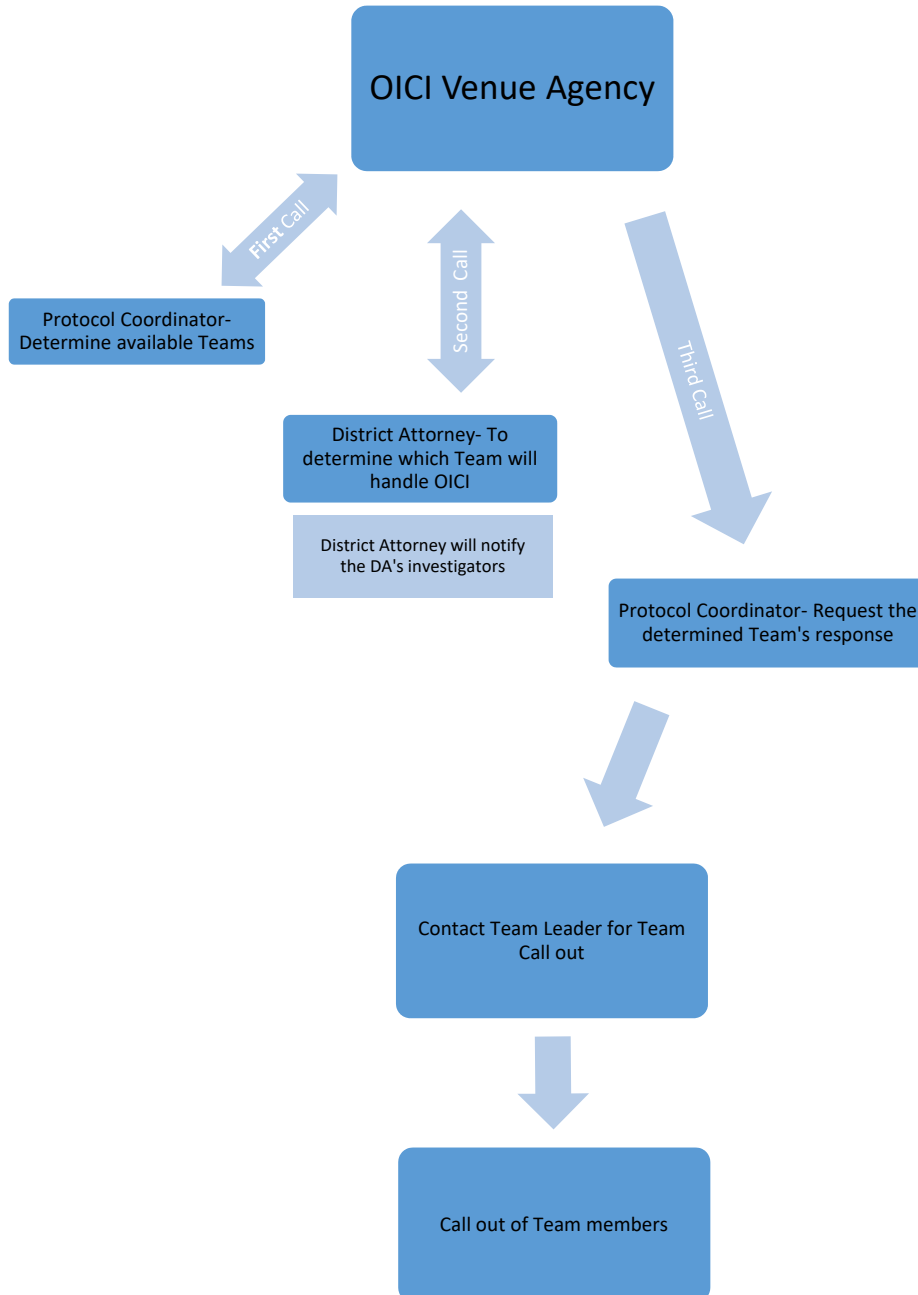 OICI Venue Agency
First Call
Second Call
Third Call
Protocol Coordinator-
Determine available Teams
District Attorney- To
determine which Team will
handle OICI
District Attorney will notify
the DA's investigators
Protocol Coordinator- Request the
determined Team's response
Contact Team Leader for Team
Call out
Call out of Team members